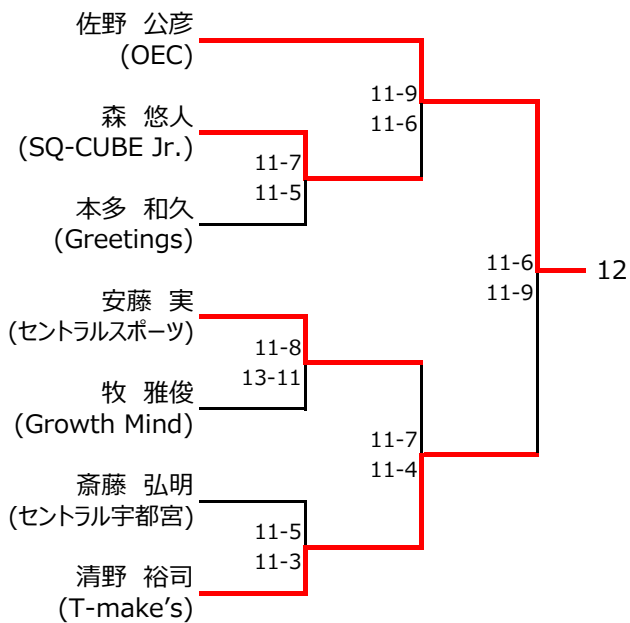 佐野 公彦
(OEC)
森 悠人
(SQ-CUBE Jr.)
本多 和久
(Greetings)
安藤 実
(セントラルスポーツ)
牧 雅俊
(Growth Mind)
斎藤 弘明
(セントラル宇都宮)
清野 裕司
(T-make’s)
11-7
11-5
11-8
13-11
11-5
11-3
11-9
11-6
11-7
11-4
11-6
11-9
12